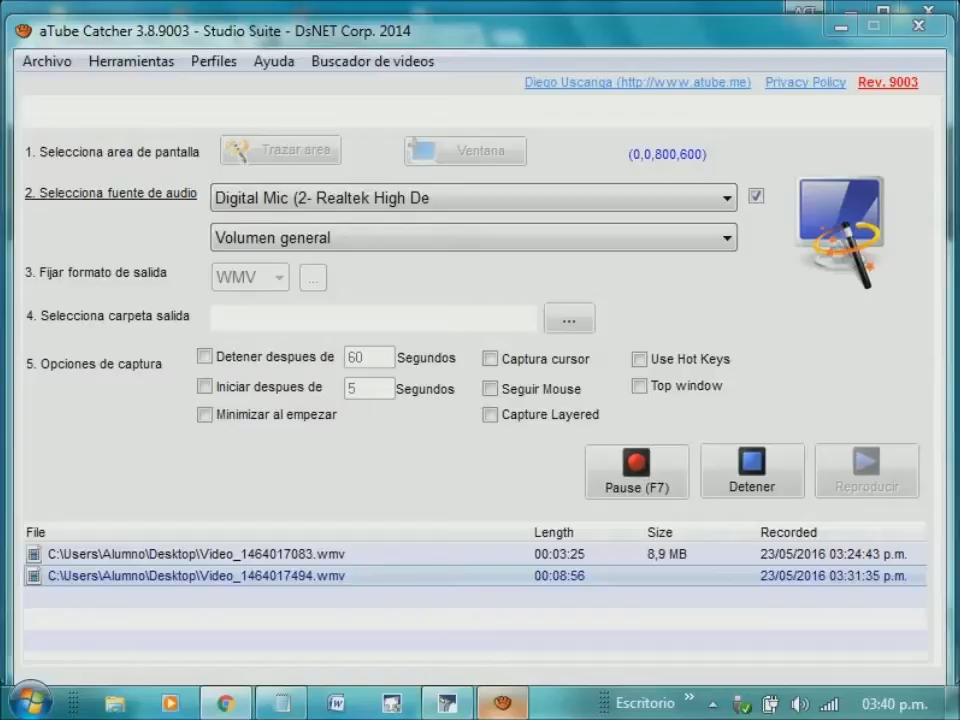 aTube Catcher 3.8.9003 - Studio Suite - DsNET Corp. 2014
Archivo Herramientas Perfiles Ayuda Buscador de videos
Diego Uscanga (http://www.atube.me) Privacy Policy Rev. 9003
1. Selecciona area de pantalla Trazar area Ventana (0,0,800,600)
2. Selecciona fuente de audio Digital Mic (2- Realtek High De
Volumen general
3. Fijar formato de salida WMV ...
4. Selecciona carpeta salida ...
5. Opciones de captura Detener despues de 60 Segundos Captura cursor Use Hot Keys
Iniciar despues de 5 Segundos Seguir Mouse Top window
Minimizar al empezar Capture Layered
Pause (F7) Detener Reproducir
File Length Size Recorded
C:\Users\Alumno\Desktop\Video_1464017083.wmv 00:03:25 8,9 MB 23/05/2016 03:24:43 p.m.
C:\Users\Alumno\Desktop\Video_1464017494.wmv 00:08:56 23/05/2016 03:31:35 p.m.
Escritorio » 03:40 p.m.